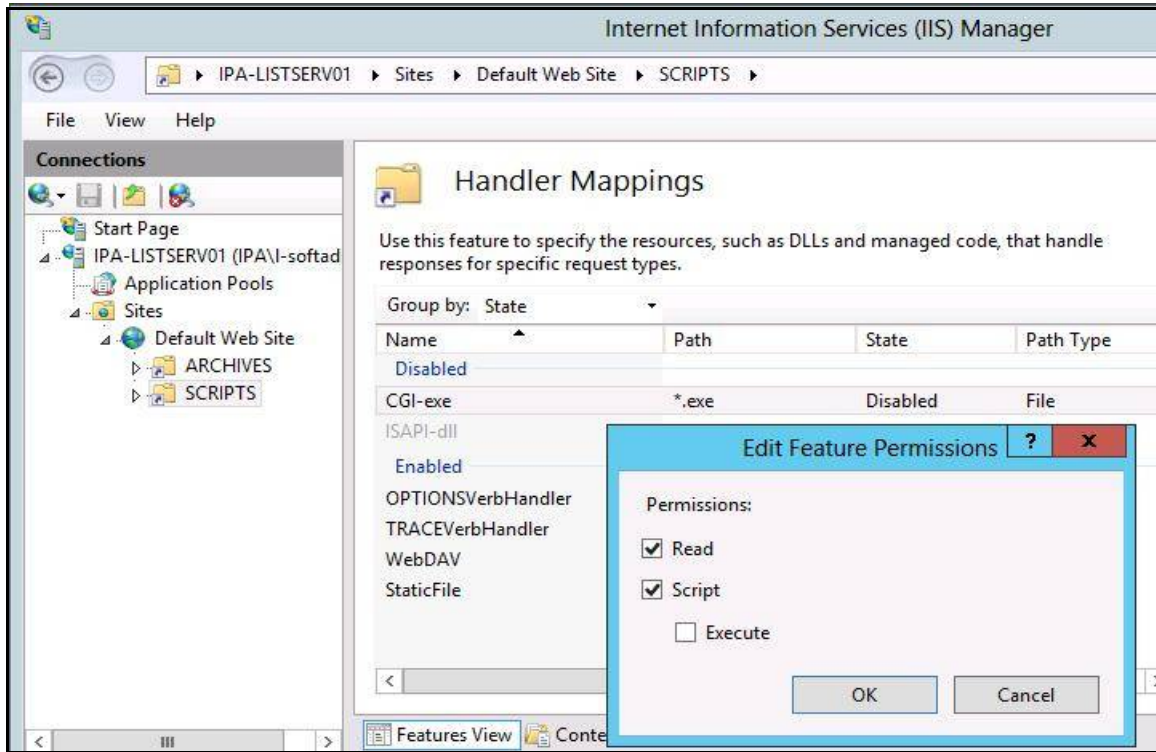 Internet Information Services (IIS) Manager
IPA-LISTSERV01 Sites Default Web Site SCRIPTS
File View Help
Connections
Start Page
IPA-LISTSERV01 (IPA\I-softad
Application Pools
Sites
Default Web Site
ARCHIVES
SCRIPTS
Handler Mappings
Use this feature to specify the resources, such as DLLs and managed code, that handle
responses for specific request types.
Group by: State
Name Path State Path Type
Disabled
CGI-exe *.exe Disabled File
ISAPI-dll
Enabled
OPTIONSVerbHandler
TRACEVerbHandler
WebDAV
StaticFile
Edit Feature Permissions ? x
Permissions:
Read
Script
Execute
OK Cancel
Features View Conte